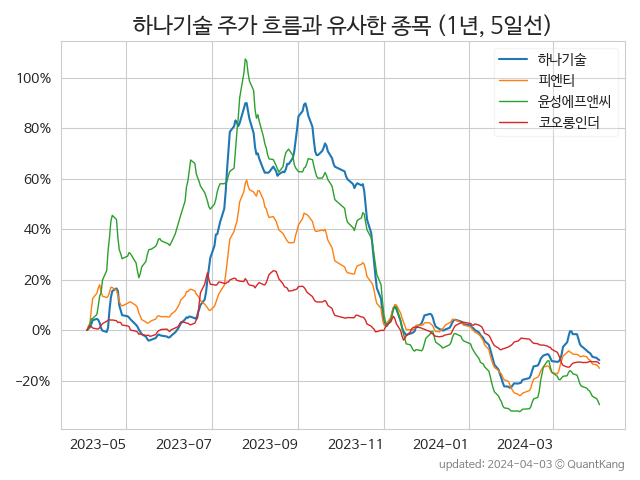 하나기술 주가 흐름과 유사한 종목 (1년, 5일선)
하나기술
피엔티
윤성에프앤씨
코오롱인더
100%
80%
60%
40%
20%
0%
−20%
2023-05 2023-07 2023-09 2023-11 2024-01 2024-03
updated: 2024-04-03 © QuantKang